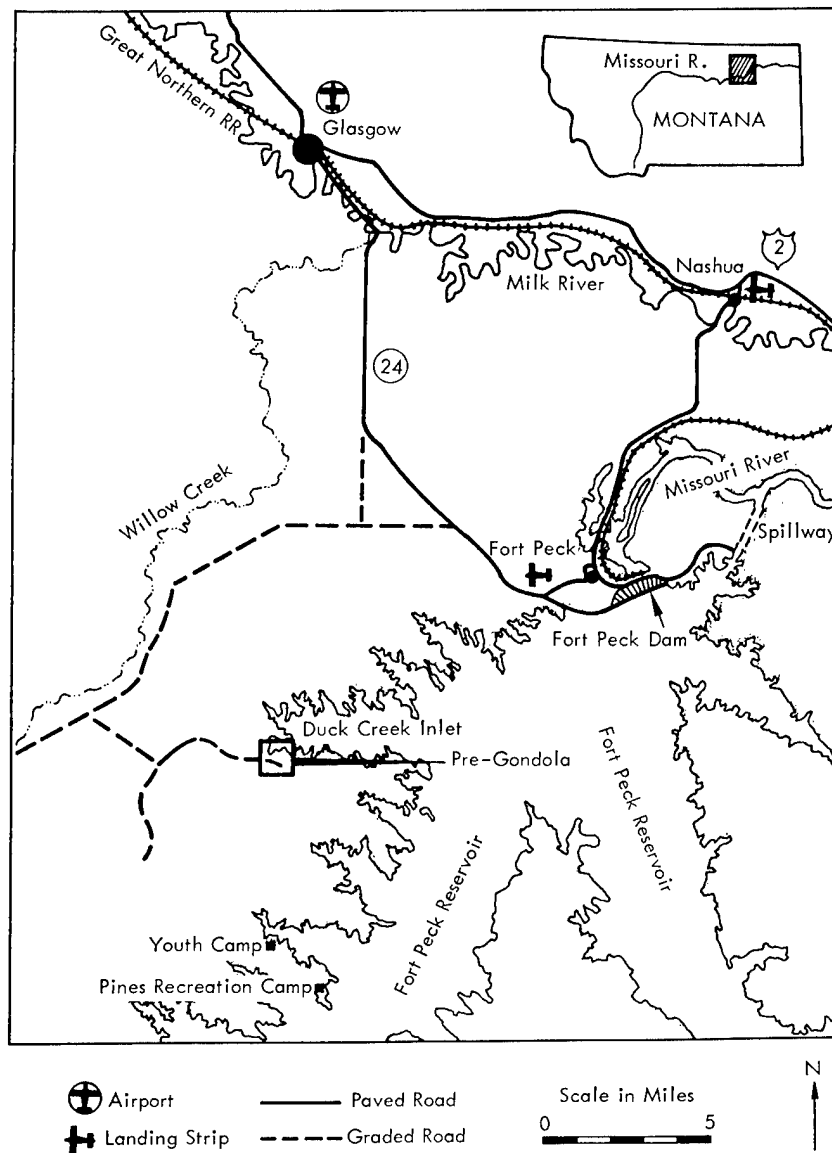 Great Northern RR
Glasgow
Missouri R.
MONTANA
2
Nashua
Milk River
24
Willow Creek
Missouri River
Spillway
Fort Peck
Fort Peck Dam
Duck Creek Inlet
Pre-Gondola
Fort Peck Reservoir
Fort Peck Reservoir
Youth Camp
Pines Recreation Camp
Airport
Paved Road
Scale in Miles
N
Landing Strip
Graded Road
0
5